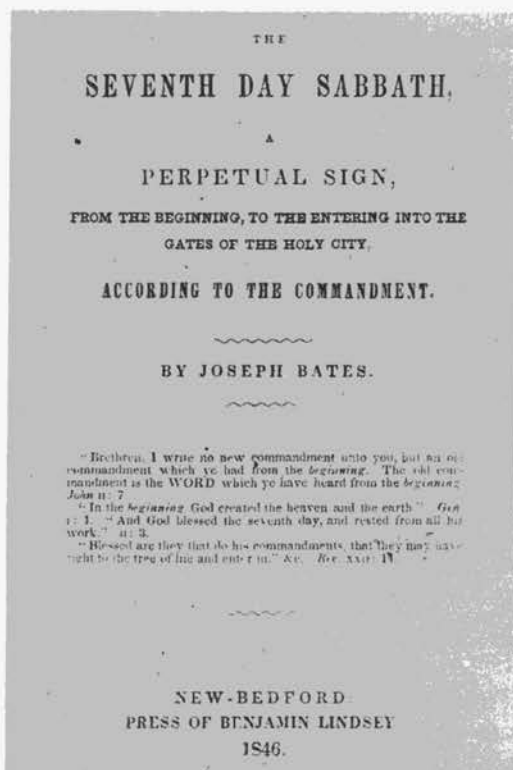 THE
SEVENTH DAY SABBATH,
A
PERPETUAL SIGN,
FROM THE BEGINNING, TO THE ENTERING INTO THE
GATES OF THE HOLY CITY,
ACCORDING TO THE COMMANDMENT.
BY JOSEPH BATES.
"Brethren, I write no new commandment unto you, but an
commandment which ye had from the beginning. The old com-
mandment is the WORD which ye have heard from the beginning
John II: 7
"In the beginning God created the heaven and the earth" Gen
I: 1. "And God blessed the seventh day, and rested from all his
work." II: 3.
"Blessed are they that do his commandments, that they may have
right to the tree of life and enter in." &c. Rev. XXII:
NEW-BEDFORD
PRESS OF BENJAMIN LINDSEY
1846.